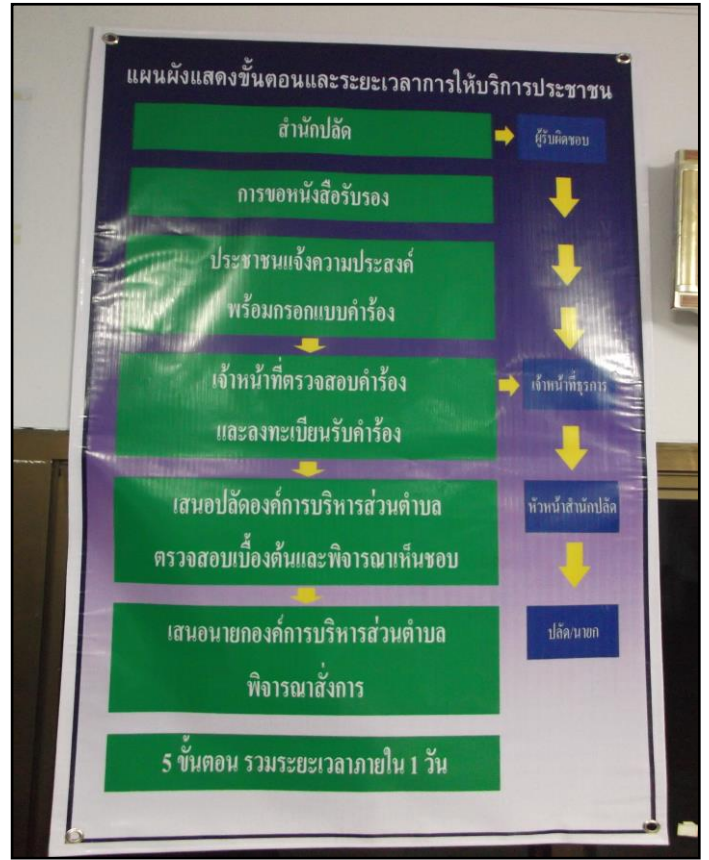 แผนผังแสดงขั้นตอนและระยะเวลาการให้บริการประชาชน
สำนักปลัด
ผู้รับผิดชอบ
การขอหนังสือรับรอง
ประชาชนแจ้งความประสงค์
พร้อมกรอกแบบคำร้อง
เจ้าหน้าที่ตรวจสอบคำร้อง
และลงทะเบียนรับคำร้อง
เจ้าหน้าที่ธุรการ
เสนอปลัดองค์การบริหารส่วนตำบล
ตรวจสอบเบื้องต้นและพิจารณาเห็นชอบ
หัวหน้าสำนักปลัด
เสนอนายกองค์การบริหารส่วนตำบล
พิจารณาสั่งการ
ปลัด/นายก
5 ขั้นตอน รวมระยะเวลาภายใน 1 วัน